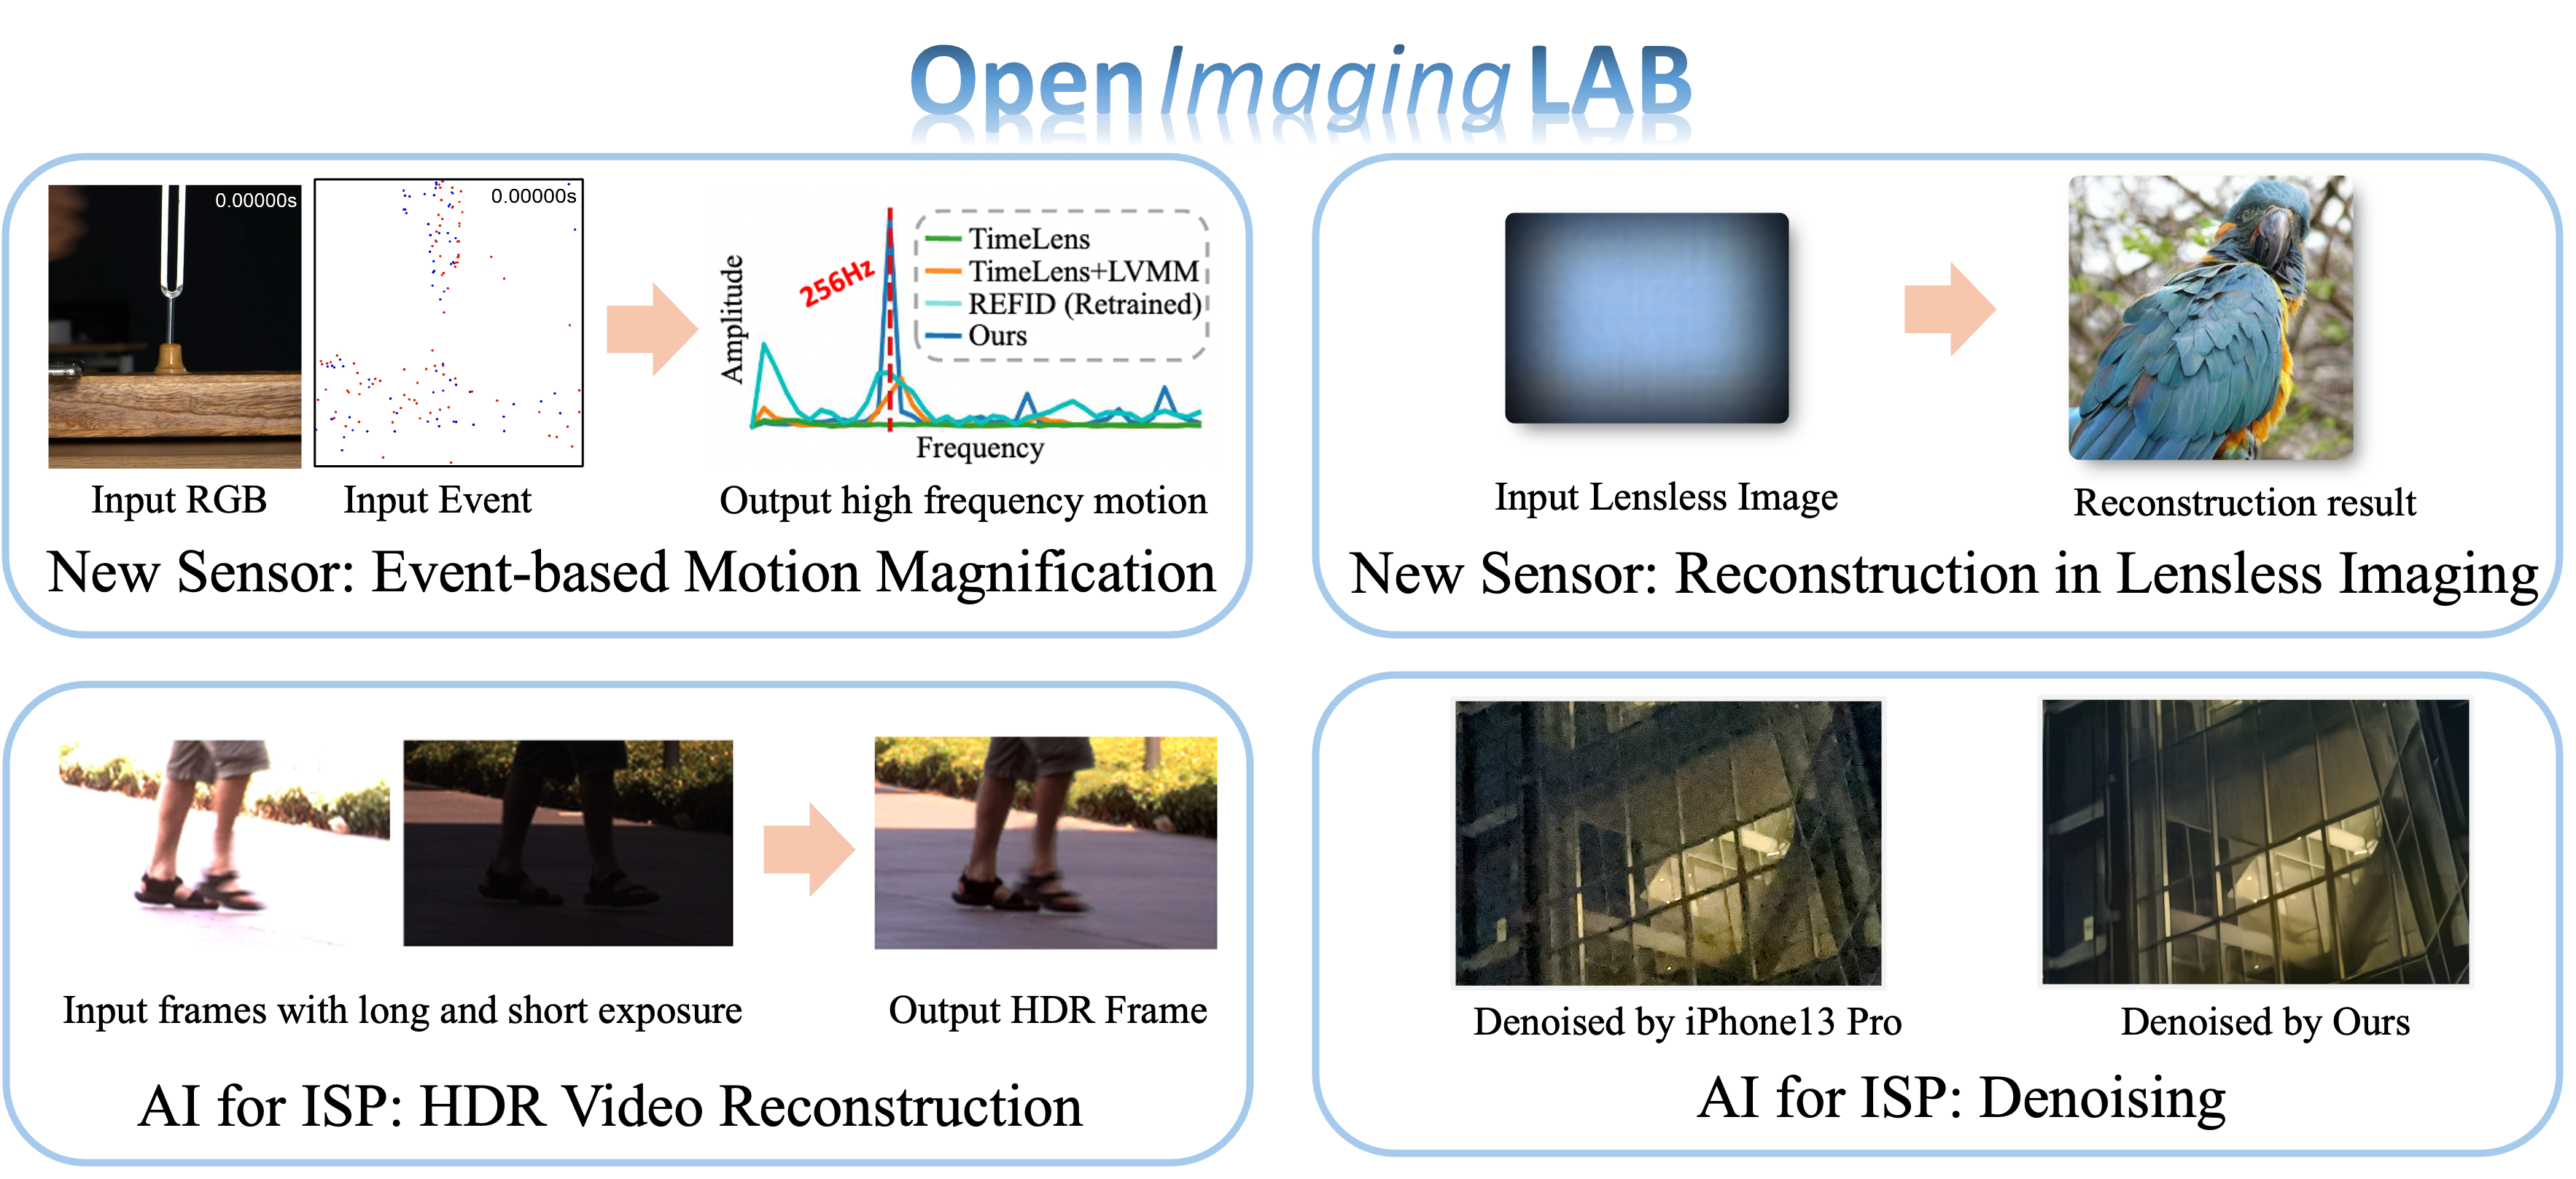 Open Imaging LAB
0.00000s
0.00000s
256Hz
Amplitude
TimeLens
TimeLens+LVMM
REFID (Retrained)
Ours
Frequency
Input RGB
Input Event
Output high frequency motion
New Sensor: Event-based Motion Magnification
Input Lensless Image
Reconstruction result
New Sensor: Reconstruction in Lensless Imaging
Input frames with long and short exposure
Output HDR Frame
AI for ISP: HDR Video Reconstruction
Denoised by iPhone13 Pro
Denoised by Ours
AI for ISP: Denoising